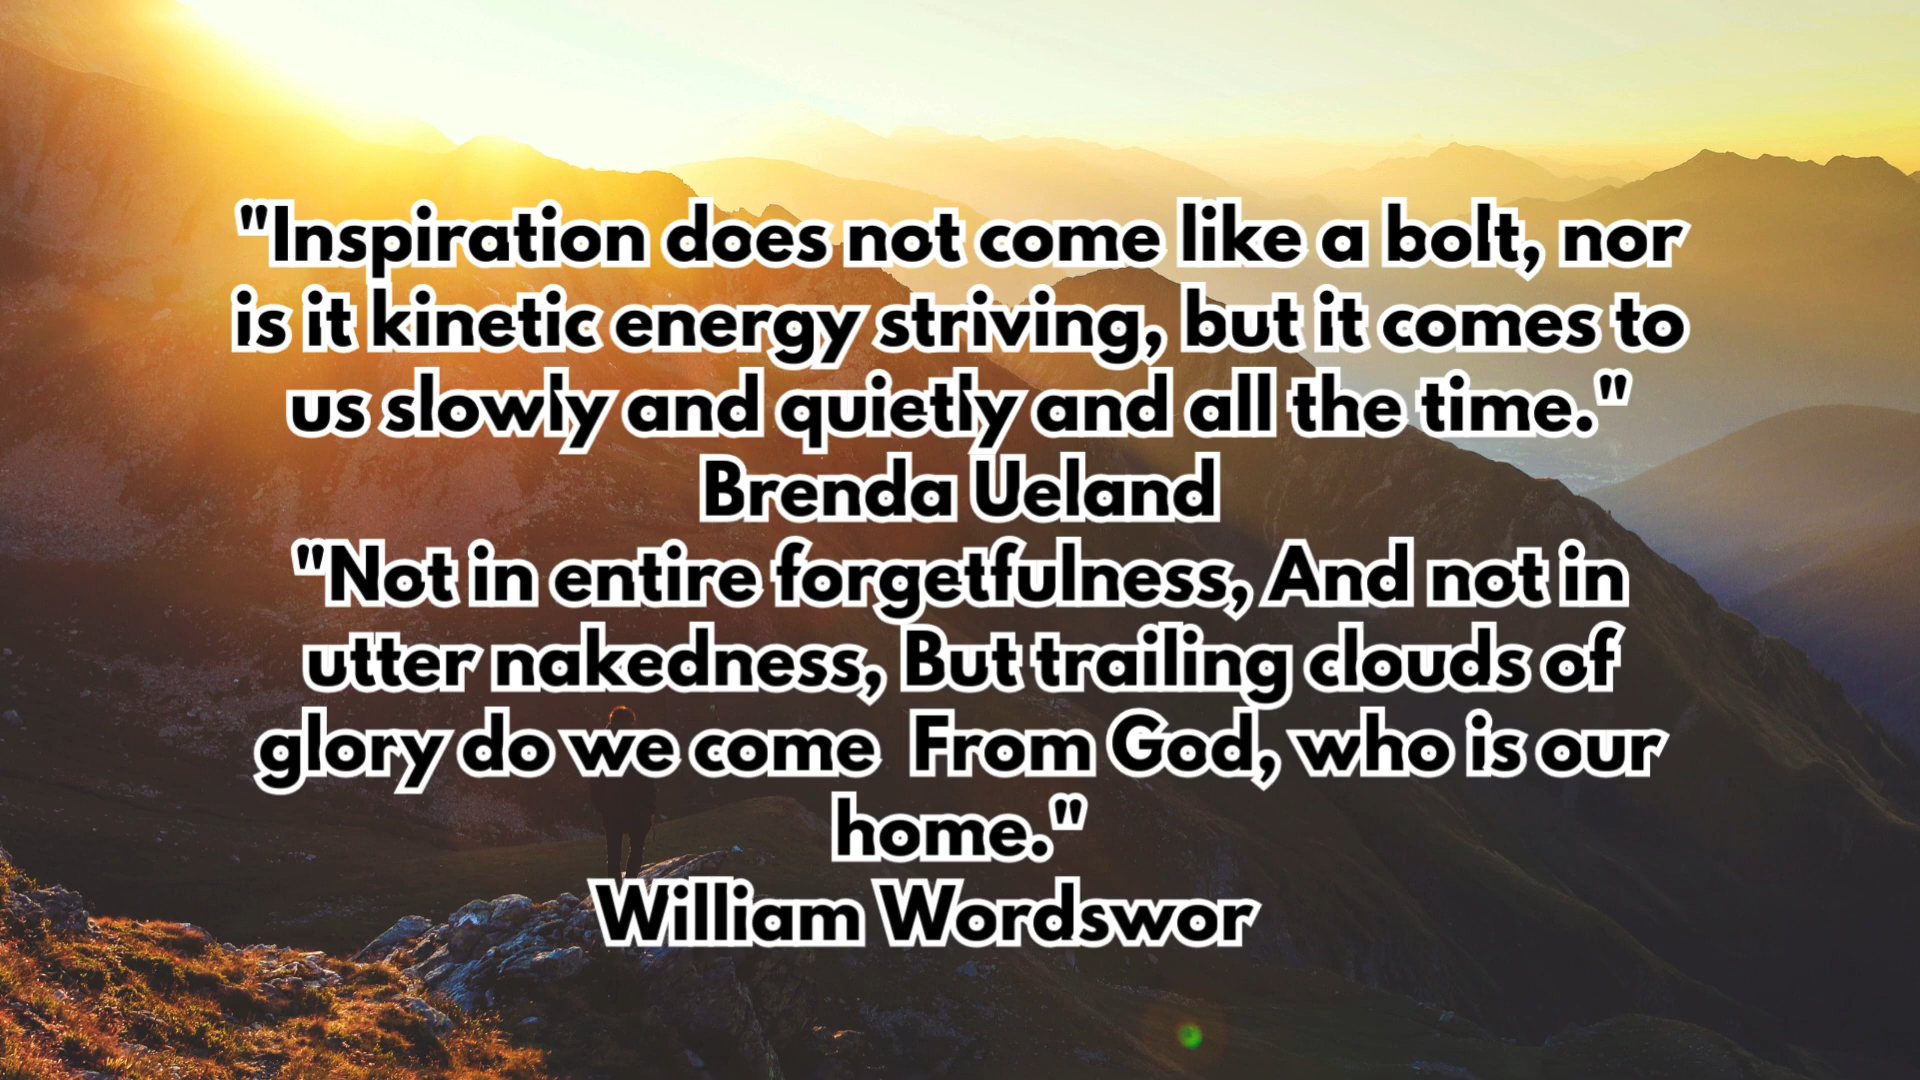 "Inspiration does not come like a bolt, nor
is it kinetic energy striving, but it comes to
us slowly and quietly and all the time."
Brenda Ueland
"Not in entire forgetfulness, And not in
utter nakedness, But trailing clouds of
glory do we come  From God, who is our
home."
William Wordswor